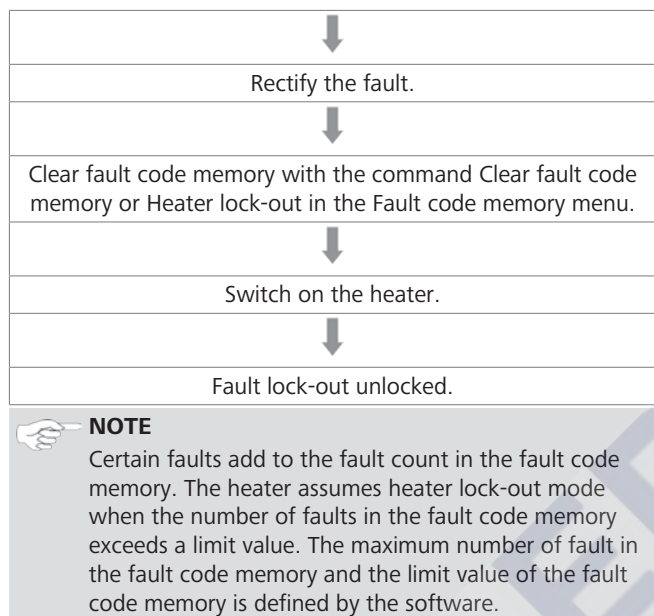 Rectify the fault.
Clear fault code memory with the command Clear fault code
memory or Heater lock-out in the Fault code memory menu.
Switch on the heater.
Fault lock-out unlocked.
NOTE
Certain faults add to the fault count in the fault code
memory. The heater assumes heater lock-out mode
when the number of faults in the fault code memory
exceeds a limit value. The maximum number of fault in
the fault code memory and the limit value of the fault
code memory is defined by the software.